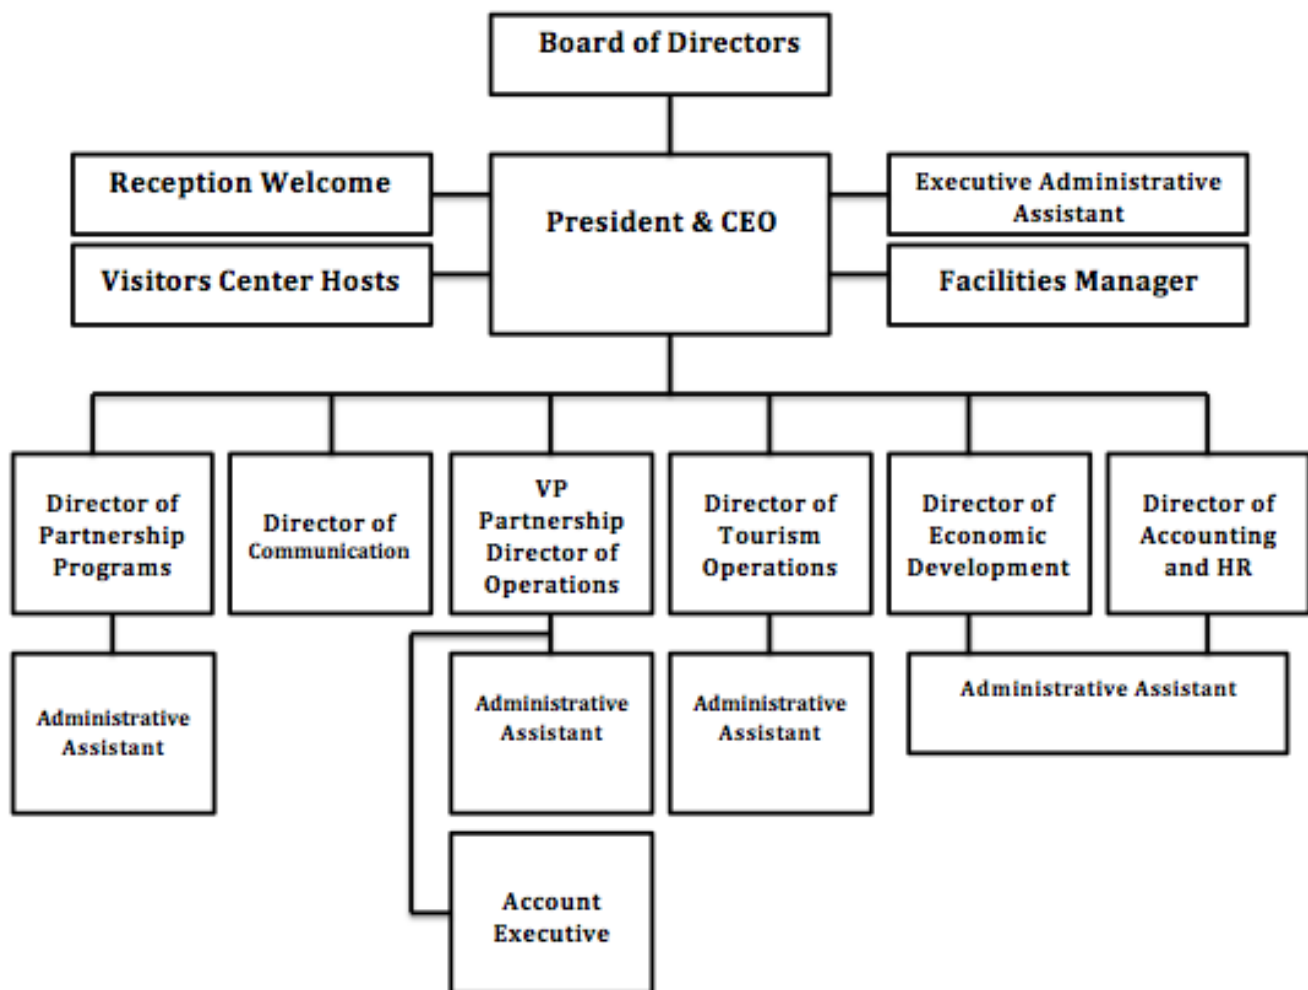 Board of Directors
Reception Welcome
President & CEO
Executive Administrative
Assistant
Visitors Center Hosts
Facilities Manager
Director of
Partnership
Programs
Director of
Communication
VP
Partnership
Director of
Operations
Director of
Tourism
Operations
Director of
Economic
Development
Director of
Accounting
and HR
Administrative
Assistant
Administrative
Assistant
Administrative
Assistant
Administrative Assistant
Account
Executive